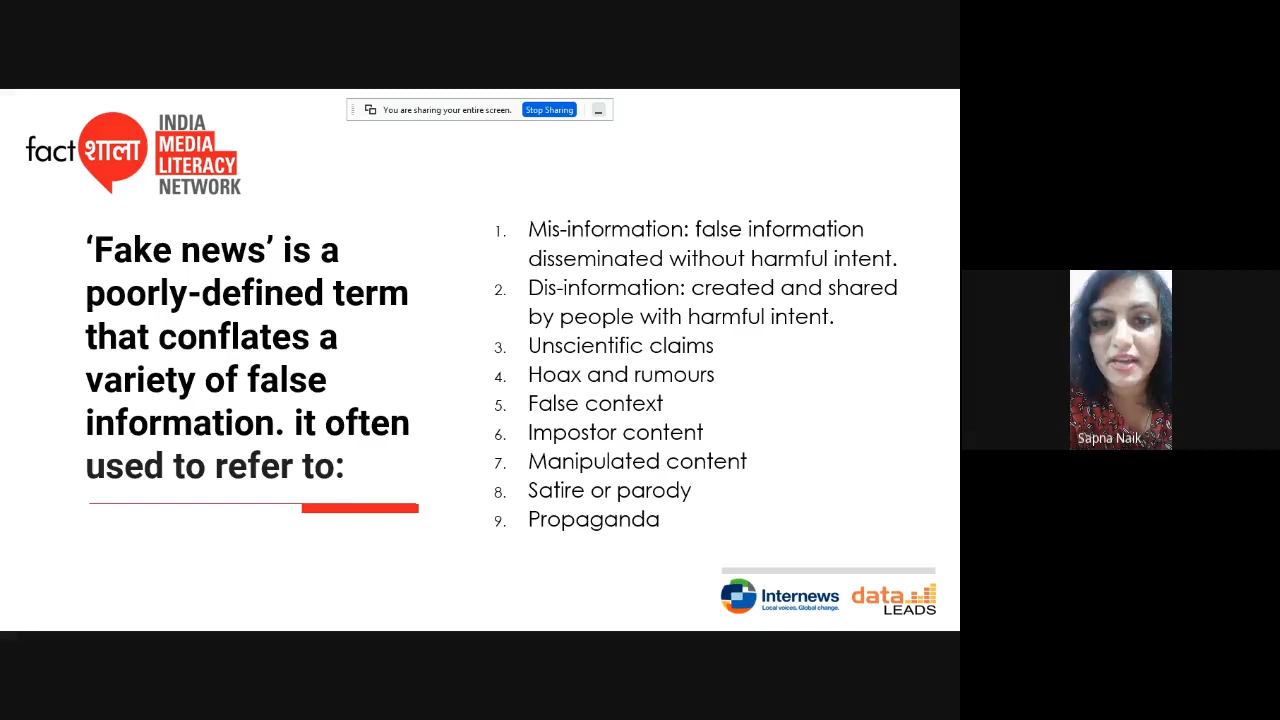 You are sharing your entire screen.
Stop Sharing
fact शाला
INDIA
MEDIA
LITERACY
NETWORK
‘Fake news’ is a
poorly-defined term
that conflates a
variety of false
information. it often
used to refer to:
1. Mis-information: false information
disseminated without harmful intent.
2. Dis-information: created and shared
by people with harmful intent.
3. Unscientific claims
4. Hoax and rumours
5. False context
6. Impostor content
7. Manipulated content
8. Satire or parody
9. Propaganda
Internews
Local voices. Global change.
data
LEADS
Sapna Naik